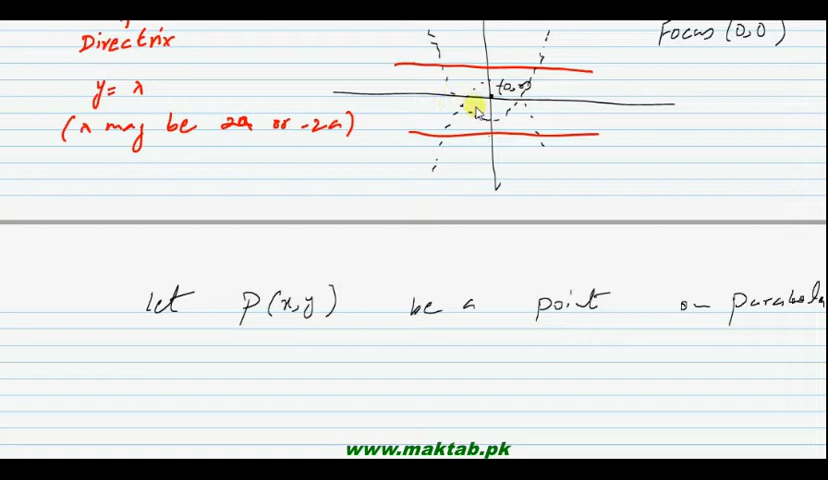 Directrix
Focus (0,0)
y = λ
(0,0)
(λ may be 2a or -2a)
let P(x,y) be a point on parabola
www.maktab.pk